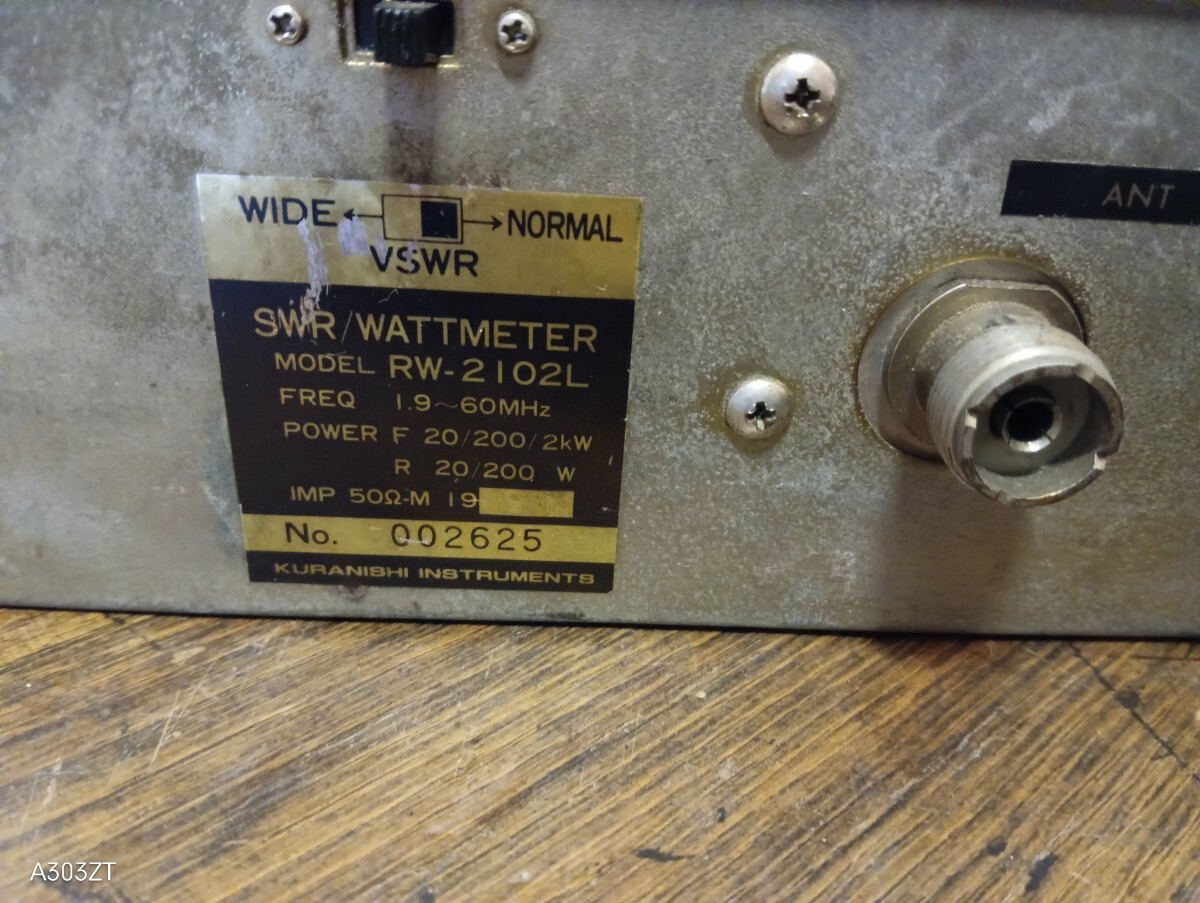 WIDE NORMAL
VSWR
ANT
SWR/WATTMETER
MODEL RW-2102L
FREQ 1.9~60MHz
POWER F 20/200/2kW
R 20/200 W
IMP 50Ω-M 19
No. 002625
KURANISHI INSTRUMENTS
A303ZT